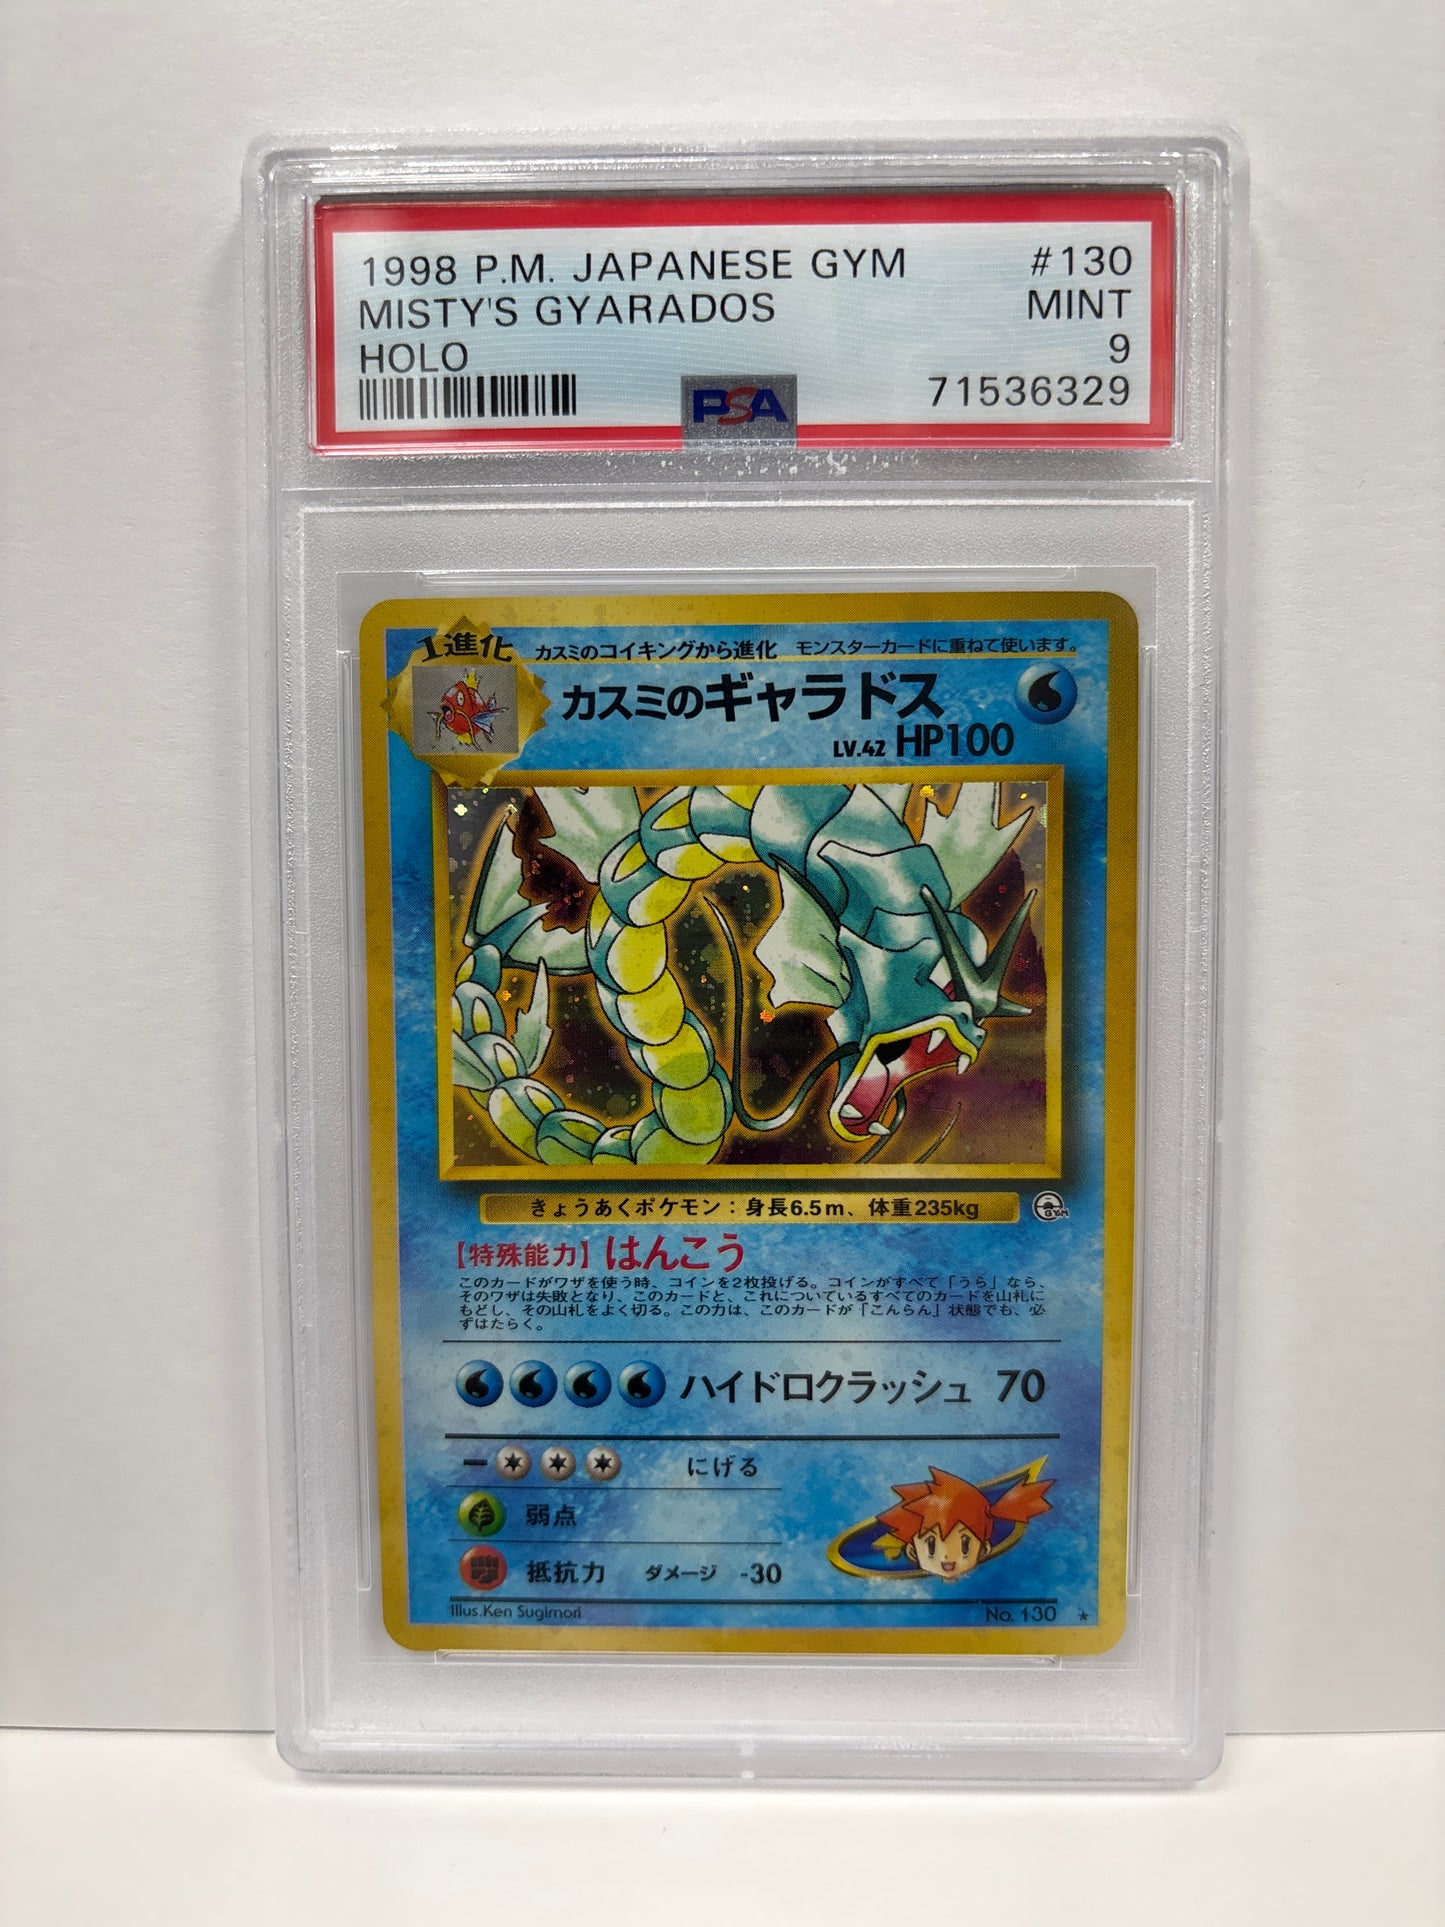 1998 P.M. JAPANESE GYM #130
MISTY'S GYARADOS MINT
HOLO 9
PSA 71536329
1進化 カスミのコイキングから進化 モンスターカードに重ねて使います。
カスミのギャラドス
LV.42 HP100
きょうあくポケモン：身長6.5m、体重235kg
GYM
【特殊能力】はんこう
このカードがワザを使う時、コインを2枚投げる。コインがすべて「うら」なら、
そのワザは失敗となり、このカードと、これについているすべてのカードを山札に
もどし、その山札をよく切る。この力は、このカードが「こんらん」状態でも、必
ずはたらく。
ハイドロクラッシュ 70
にげる
弱点
抵抗力 ダメージ -30
Illus.Ken Sugimori No. 130 ★